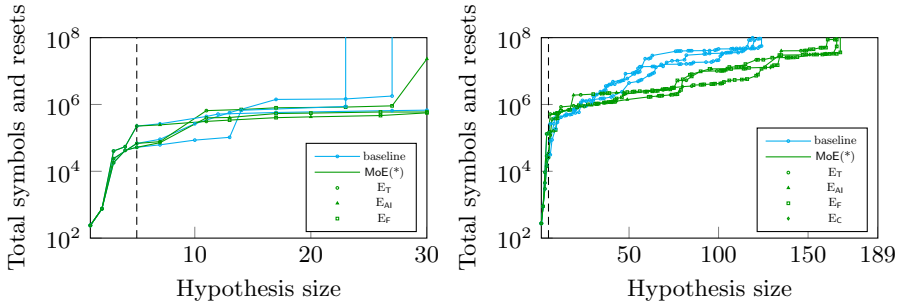 Total symbols and resets
10^8
10^6
10^4
10^2
10
20
30
Hypothesis size
baseline
MoE(*)
E_T
E_AI
E_F
Total symbols and resets
10^8
10^6
10^4
10^2
50
100
150
189
Hypothesis size
baseline
MoE(*)
E_T
E_AI
E_F
E_C